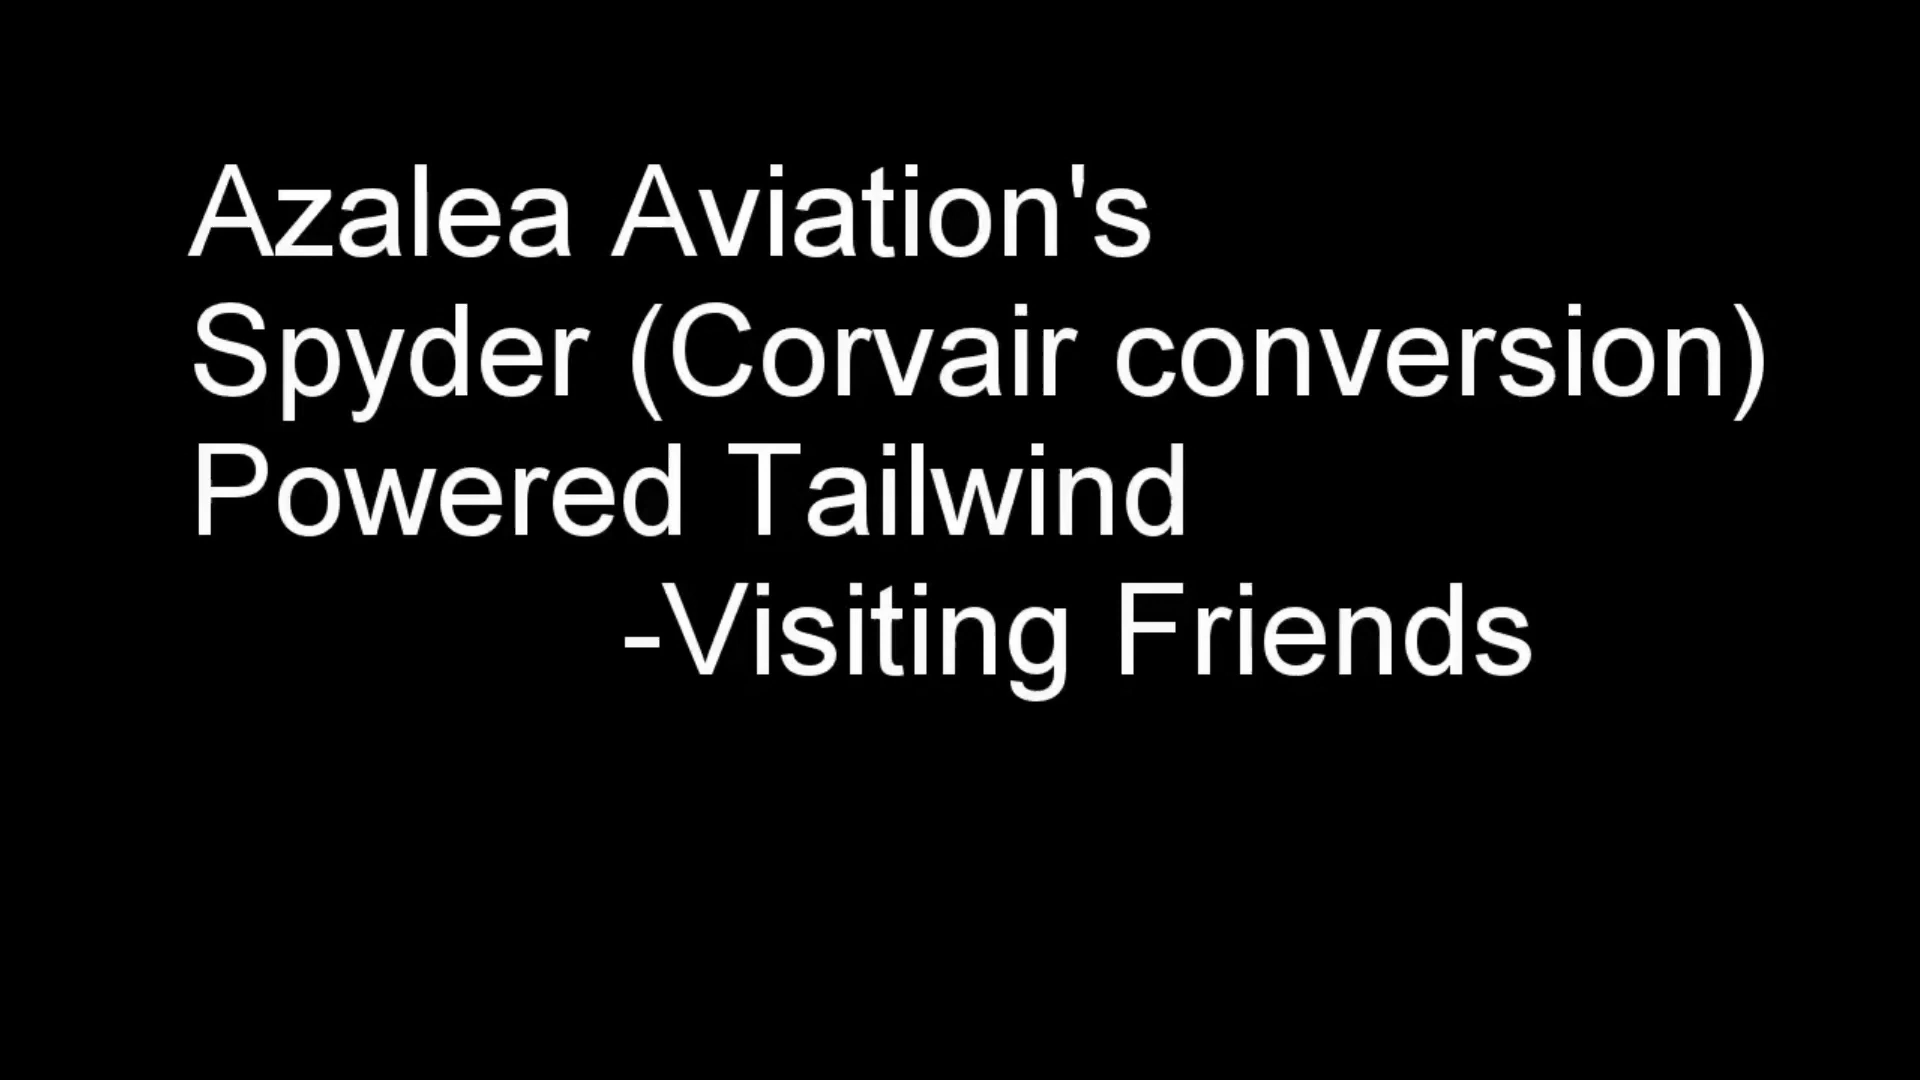 Azalea Aviation's
Spyder (Corvair conversion)
Powered Tailwind
-Visiting Friends